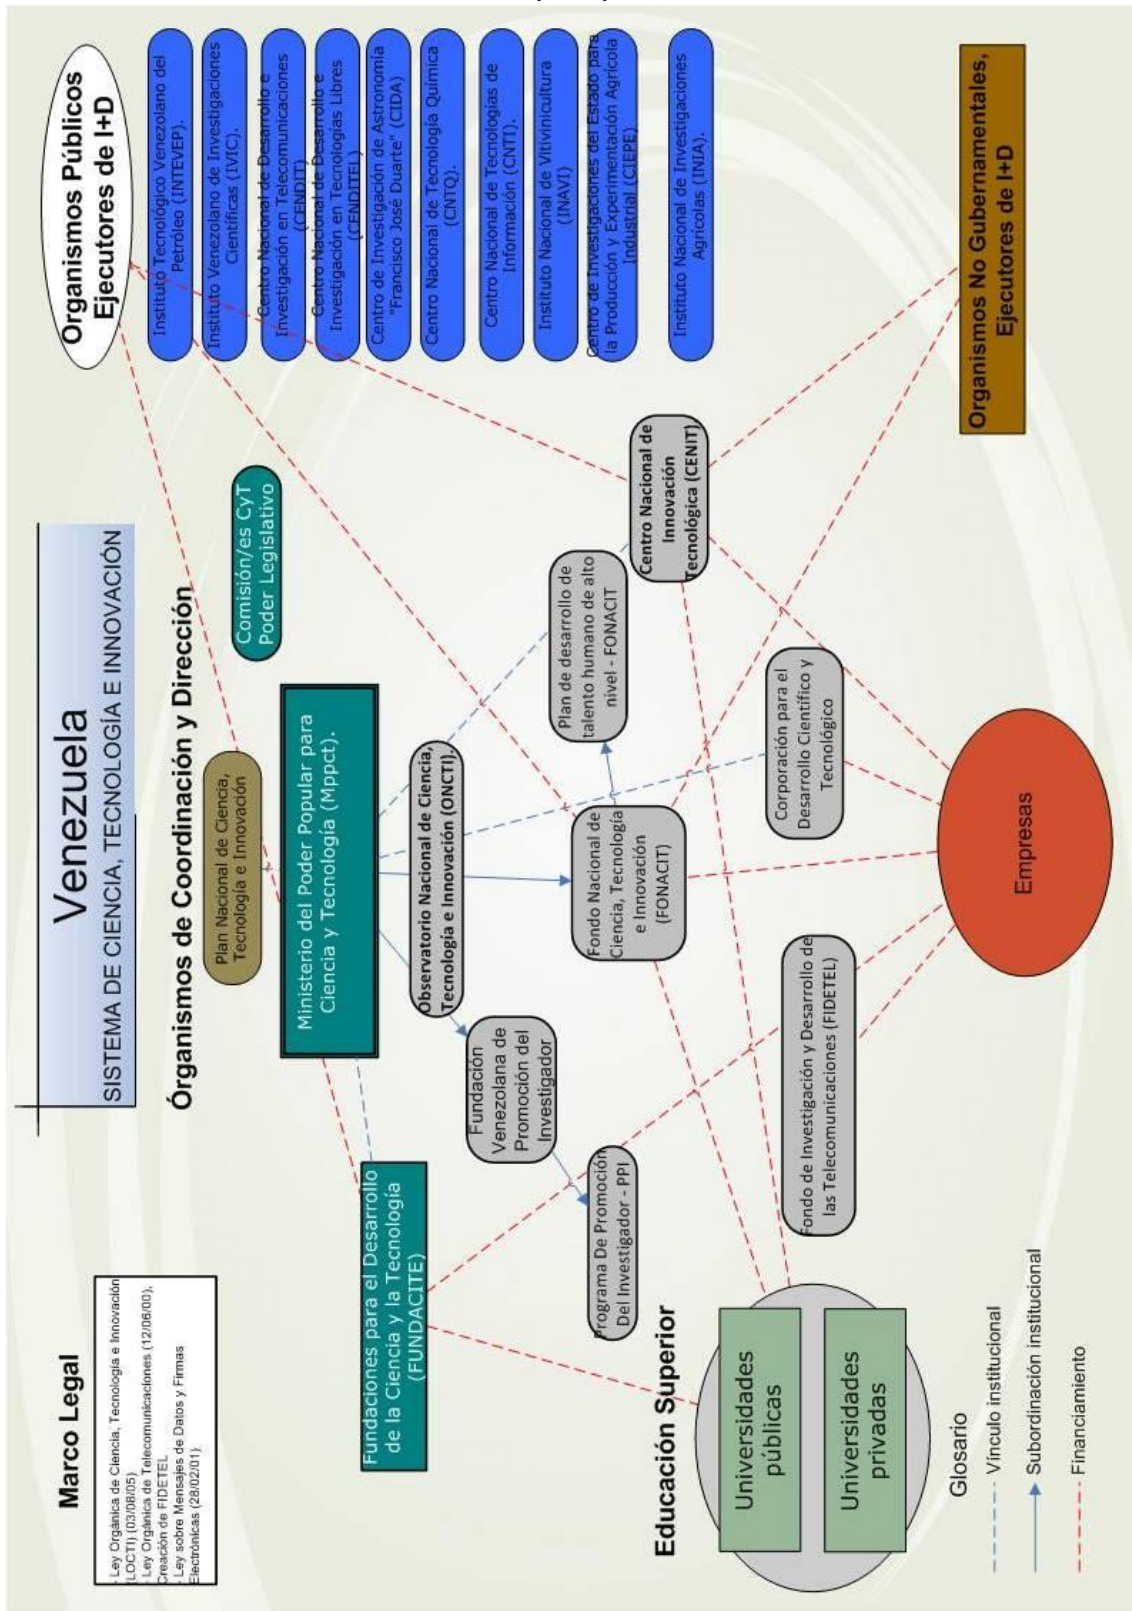 Venezuela
SISTEMA DE CIENCIA, TECNOLOGÍA E INNOVACIÓN
Marco Legal
- Ley Orgánica de Ciencia, Tecnología e Innovación
(LOCTI) (03/08/05)
- Ley Orgánica de Telecomunicaciones (12/06/00),
Creación de FIDETEL
- Ley sobre Mensajes de Datos y Firmas
Electrónicas (28/02/01)
Órganismos de Coordinación y Dirección
Plan Nacional de Ciencia,
Tecnología e Innovación
Comisión/es CyT
Poder Legislativo
Ministerio del Poder Popular para
Ciencia y Tecnología (Mppct).
Fundaciones para el Desarrollo
de la Ciencia y la Tecnología
(FUNDACITE)
Observatorio Nacional de Ciencia,
Tecnología e Innovación (ONCTI).
Fundación
Venezolana de
Promoción del
Investigador
Programa De Promoción
Del Investigador - PPI
Fondo Nacional de
Ciencia, Tecnología
e Innovación
(FONACIT)
Plan de desarrollo de
talento humano de alto
nivel - FONACIT
Centro Nacional de
Innovación
Tecnológica (CENIT).
Corporación para el
Desarrollo Científico y
Tecnológico
Fondo de Investigación y Desarrollo de
las Telecomunicaciones (FIDETEL)
Organismos Públicos
Ejecutores de I+D
Instituto Tecnológico Venezolano del
Petróleo (INTEVEP).
Instituto Venezolano de Investigaciones
Científicas (IVIC).
Centro Nacional de Desarrollo e
Investigación en Telecomunicaciones
(CENDIT)
Centro Nacional de Desarrollo e
Investigación en Tecnologías Libres
(CENDITEL)
Centro de Investigación de Astronomía
"Francisco José Duarte" (CIDA)
Centro Nacional de Tecnología Química
(CNTQ).
Centro Nacional de Tecnologías de
Información (CNTI).
Instituto Nacional de Vitivinicultura
(INAVI)
Centro de Investigaciones del Estado para
la Producción y Experimentación Agrícola
Industrial (CIEPE)
Instituto Nacional de Investigaciones
Agrícolas (INIA).
Educación Superior
Universidades
públicas
Universidades
privadas
Empresas
Organismos No Gubernamentales,
Ejecutores de I+D
Glosario
Vínculo institucional
Subordinación institucional
Financiamiento